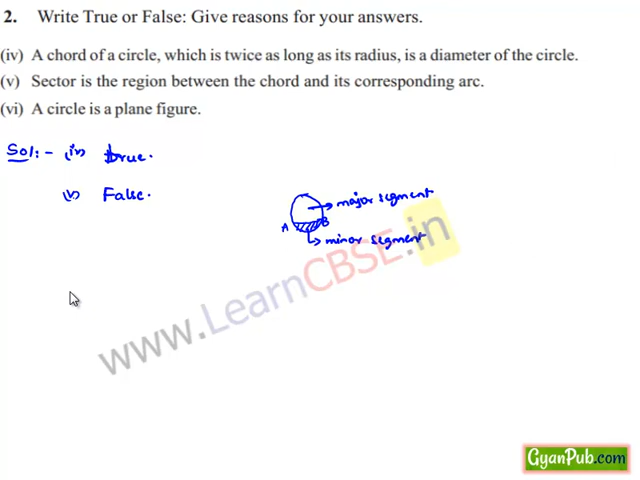 2. Write True or False: Give reasons for your answers.
(iv) A chord of a circle, which is twice as long as its radius, is a diameter of the circle.
(v) Sector is the region between the chord and its corresponding arc.
(vi) A circle is a plane figure.
Sol:- (iv) true.
(v) False.
major segment
A B
minor segment
www.LearnCBSE.in
GyanPub.com